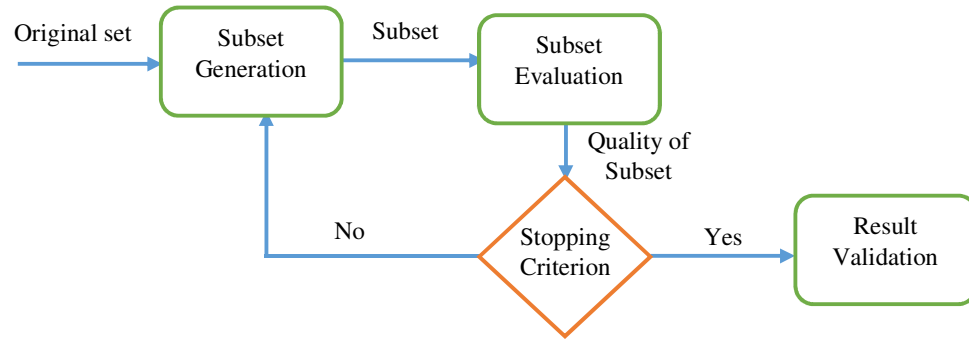 Original set
Subset
Generation
Subset
Subset
Evaluation
Quality of
Subset
No
Stopping
Criterion
Yes
Result
Validation